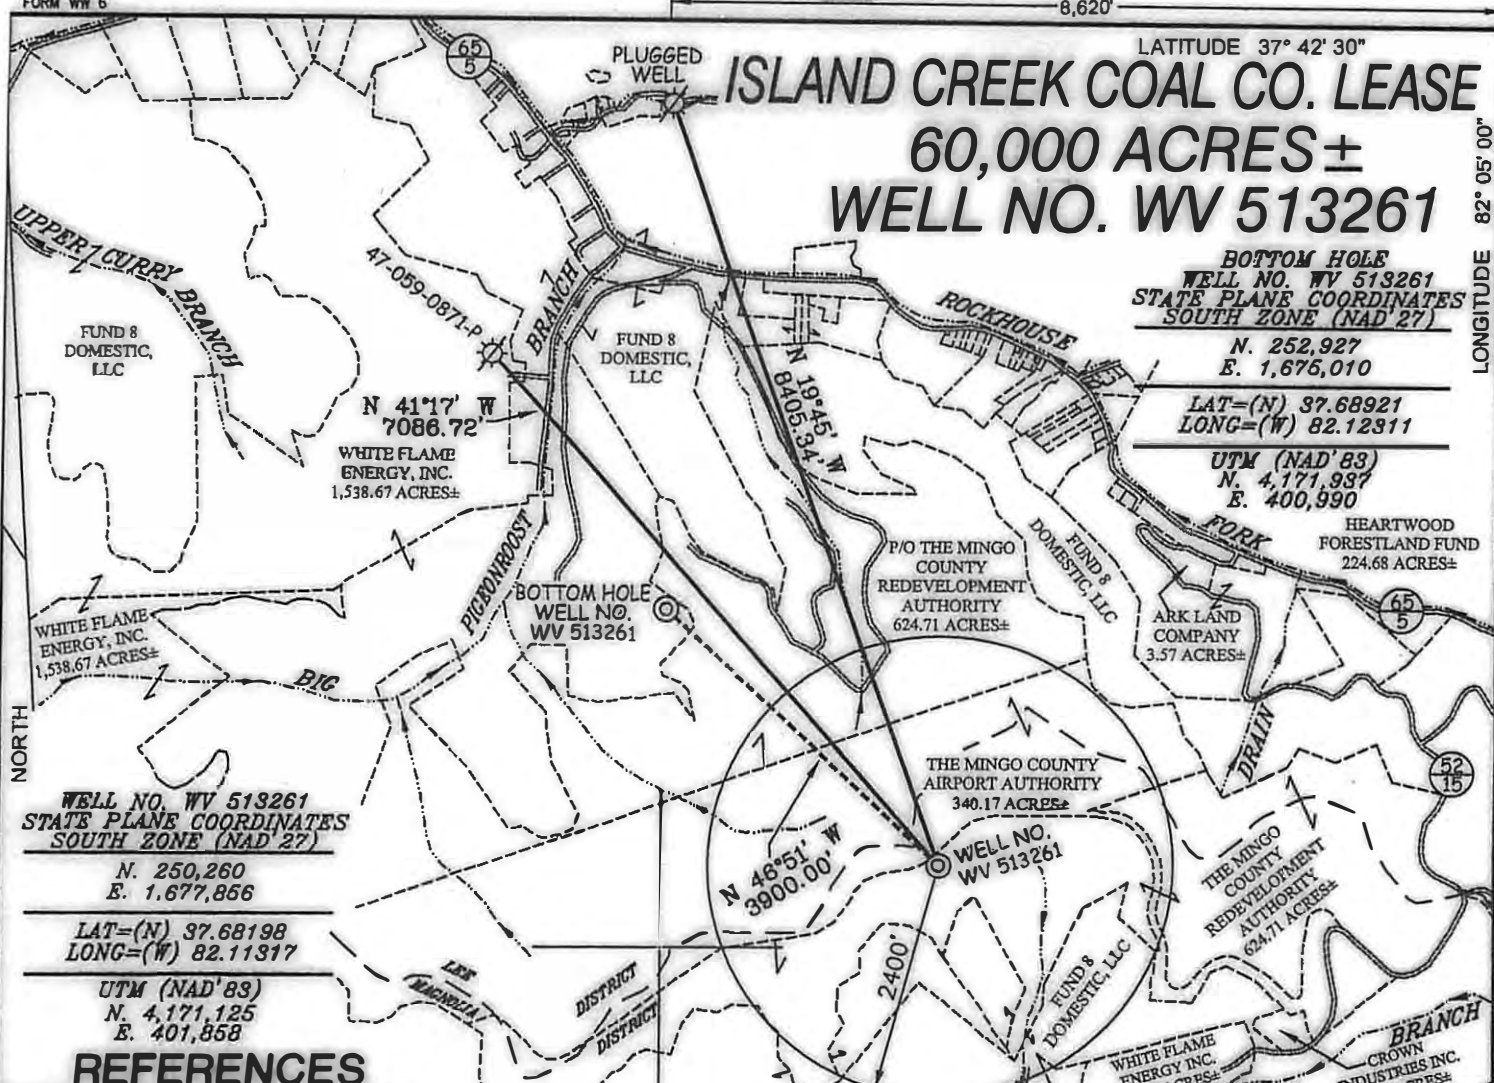 FORM WW 6
8,620'
LATITUDE 37° 42' 30"
65
5
PLUGGED
WELL
ISLAND CREEK COAL CO. LEASE
60,000 ACRES±
WELL NO. WV 513261
LONGITUDE 82° 05' 00"
UPPER CURRY BRANCH
47-059-0871-P
BRANCH
ROCKHOUSE
BOTTOM HOLE
WELL NO. WV 513261
STATE PLANE COORDINATES
SOUTH ZONE (NAD'27)
N. 252,927
E. 1,675,010
LAT=(N) 37.68921
LONG=(W) 82.12311
UTM (NAD'83)
N. 4,171,937
E. 400,990
FUND 8
DOMESTIC,
LLC
FUND 8
DOMESTIC,
LLC
N 19°45' W
8405.34'
N 41°17' W
7086.72'
WHITE FLAME
ENERGY, INC.
1,538.67 ACRES±
PIGEONROOST
P/O THE MINGO
COUNTY
REDEVELOPMENT
AUTHORITY
624.71 ACRES±
FUND 8
DOMESTIC, LLC
FORK
HEARTWOOD
FORESTLAND FUND
224.68 ACRES±
BOTTOM HOLE
WELL NO.
WV 513261
ARK LAND
COMPANY
3.57 ACRES±
65
5
WHITE FLAME
ENERGY, INC.
1,538.67 ACRES±
BIG
NORTH
DRAIN
52
15
THE MINGO COUNTY
AIRPORT AUTHORITY
340.17 ACRES±
WELL NO. WV 513261
STATE PLANE COORDINATES
SOUTH ZONE (NAD'27)
N. 250,260
E. 1,677,856
LAT=(N) 37.68198
LONG=(W) 82.11317
UTM (NAD'83)
N. 4,171,125
E. 401,858
REFERENCES
N 46°51' W
3900.00'
WELL NO.
WV 513261
THE MINGO
COUNTY
REDEVELOPMENT
AUTHORITY
624.71 ACRES±
2400'
FUND 8
DOMESTIC, LLC
LEE
MAGNOLIA
DISTRICT
DISTRICT
BRANCH
WHITE FLAME
ENERGY INC.
CROWN
INDUSTRIES INC.